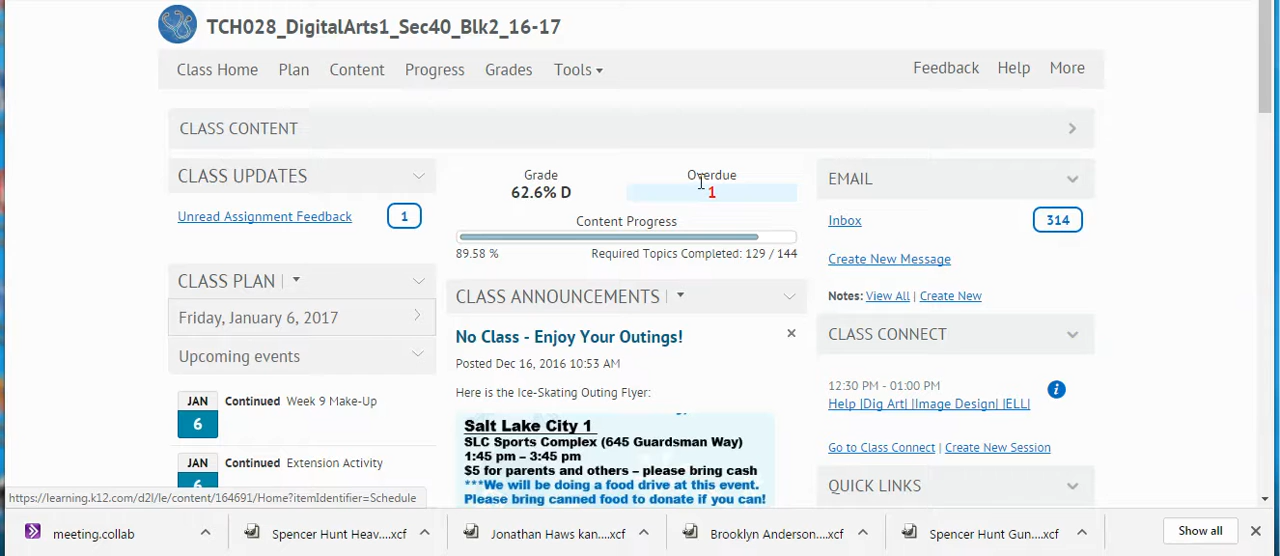 TCH028_DigitalArts1_Sec40_Blk2_16-17
Class Home Plan Content Progress Grades Tools Feedback Help More
CLASS CONTENT
CLASS UPDATES
Unread Assignment Feedback 1
CLASS PLAN
Friday, January 6, 2017
Upcoming events
JAN 6 Continued Week 9 Make-Up
JAN 6 Continued Extension Activity
Grade Overdue
62.6% D 1
Content Progress
89.58 % Required Topics Completed: 129 / 144
CLASS ANNOUNCEMENTS
No Class - Enjoy Your Outings!
Posted Dec 16, 2016 10:53 AM
Here is the Ice-Skating Outing Flyer:
Salt Lake City 1
SLC Sports Complex (645 Guardsman Way)
1:45 pm – 3:45 pm
$5 for parents and others – please bring cash
***We will be doing a food drive at this event.
Please bring canned food to donate if you can!
EMAIL
Inbox 314
Create New Message
Notes: View All | Create New
CLASS CONNECT
12:30 PM - 01:00 PM
Help |Dig Art| |Image Design| |ELL|
Go to Class Connect | Create New Session
QUICK LINKS
https://learning.k12.com/d2l/le/content/164691/Home?itemIdentifier=Schedule
meeting.collab Spencer Hunt Heav....xcf Jonathan Haws kan....xcf Brooklyn Anderson....xcf Spencer Hunt Gun....xcf Show all